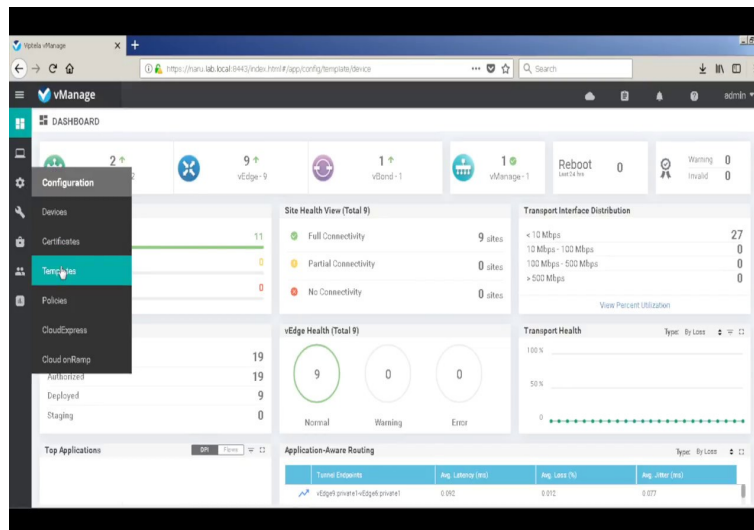 Viptela vManage
https://naru.lab.local:8443/index.html#/app/config/template/device
Search
vManage
admin
DASHBOARD
2
9
vEdge - 9
1
vBond - 1
1
vManage - 1
Reboot
Last 24 hrs
0
Warning 0
Invalid 0
Configuration
Devices
Certificates
Templates
Policies
CloudExpress
Cloud onRamp
11
0
0
Site Health View (Total 9)
Full Connectivity 9 sites
Partial Connectivity 0 sites
No Connectivity 0 sites
Transport Interface Distribution
< 10 Mbps 27
10 Mbps - 100 Mbps 0
100 Mbps - 500 Mbps 0
> 500 Mbps 0
View Percent Utilization
19
Authorized 19
Deployed 9
Staging 0
vEdge Health (Total 9)
9 0 0
Normal Warning Error
Transport Health Type: By Loss
100 %
50 %
0
Top Applications DPI Flows
Application-Aware Routing Type: By Loss
Tunnel Endpoints Avg. Latency (ms) Avg. Loss (%) Avg. Jitter (ms)
vEdge9:private1-vEdge6:private1 0.092 0.012 0.077